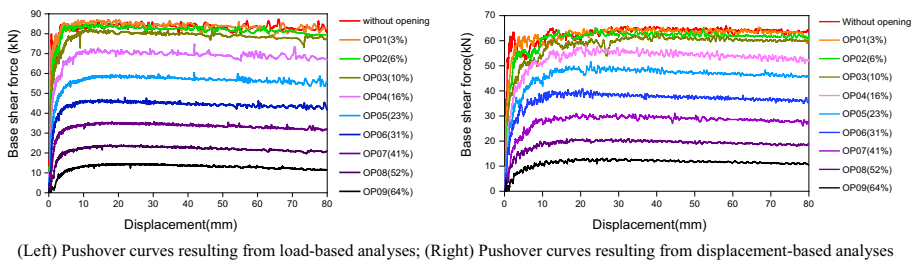 Base shear force (kN)
90
80
70
60
50
40
30
20
10
0
0 10 20 30 40 50 60 70 80
Displacement(mm)
without opening
OP01(3%)
OP02(6%)
OP03(10%)
OP04(16%)
OP05(23%)
OP06(31%)
OP07(41%)
OP08(52%)
OP09(64%)
Base shear force(kN)
70
60
50
40
30
20
10
0
0 10 20 30 40 50 60 70 80
Displacement(mm)
Without opening
OP01(3%)
OP02(6%)
OP03(10%)
OP04(16%)
OP05(23%)
OP06(31%)
OP07(41%)
OP08(52%)
OP09(64%)
(Left) Pushover curves resulting from load-based analyses; (Right) Pushover curves resulting from displacement-based analyses